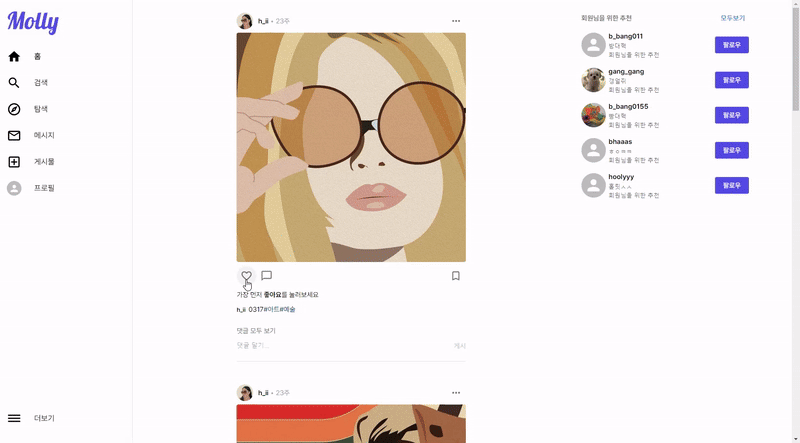 Molly
홈
검색
탐색
메시지
게시물
프로필
더보기
h_ii • 23주
가장 먼저 좋아요를 눌러보세요
h_ii 0317#아트#예술
댓글 모두 보기
댓글 달기...
게시
h_ii • 23주
회원님을 위한 추천
모두보기
b_bang011
방대혁
회원님을 위한 추천
팔로우
gang_gang
강얼쥐
회원님을 위한 추천
팔로우
b_bang0155
방대혁
회원님을 위한 추천
팔로우
bhaaas
회원님을 위한 추천
팔로우
hoolyyy
홀릿ㅅㅅ
회원님을 위한 추천
팔로우